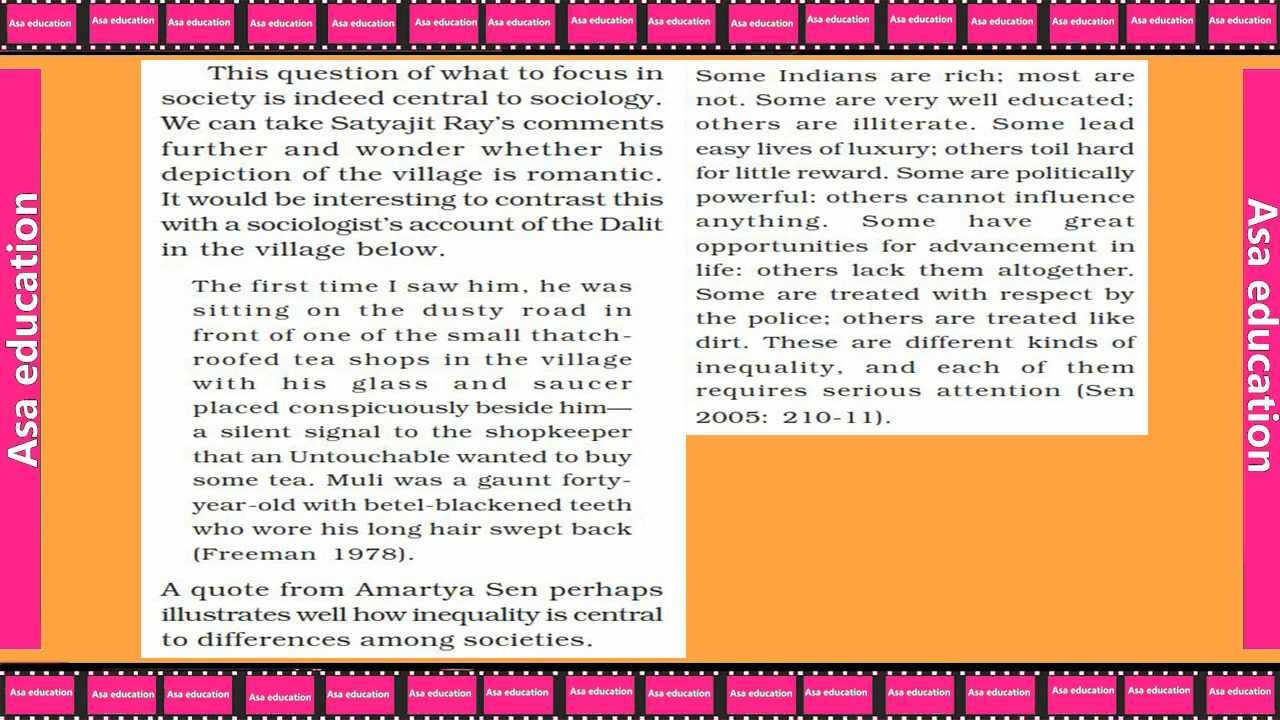 Asa education Asa education Asa education Asa education Asa education Asa education Asa education Asa education Asa education Asa education Asa education Asa education Asa education Asa education Asa education Asa education
Asa education
This question of what to focus in
society is indeed central to sociology.
We can take Satyajit Ray's comments
further and wonder whether his
depiction of the village is romantic.
It would be interesting to contrast this
with a sociologist's account of the Dalit
in the village below.
The first time I saw him, he was
sitting on the dusty road in
front of one of the small thatch-
roofed tea shops in the village
with his glass and saucer
placed conspicuously beside him—
a silent signal to the shopkeeper
that an Untouchable wanted to buy
some tea. Muli was a gaunt forty-
year-old with betel-blackened teeth
who wore his long hair swept back
(Freeman 1978).
A quote from Amartya Sen perhaps
illustrates well how inequality is central
to differences among societies.
Some Indians are rich; most are
not. Some are very well educated;
others are illiterate. Some lead
easy lives of luxury; others toil hard
for little reward. Some are politically
powerful: others cannot influence
anything. Some have great
opportunities for advancement in
life: others lack them altogether.
Some are treated with respect by
the police; others are treated like
dirt. These are different kinds of
inequality, and each of them
requires serious attention (Sen
2005: 210-11).
Asa education
Asa education Asa education Asa education Asa education Asa education Asa education Asa education Asa education Asa education Asa education Asa education Asa education Asa education Asa education Asa education Asa education